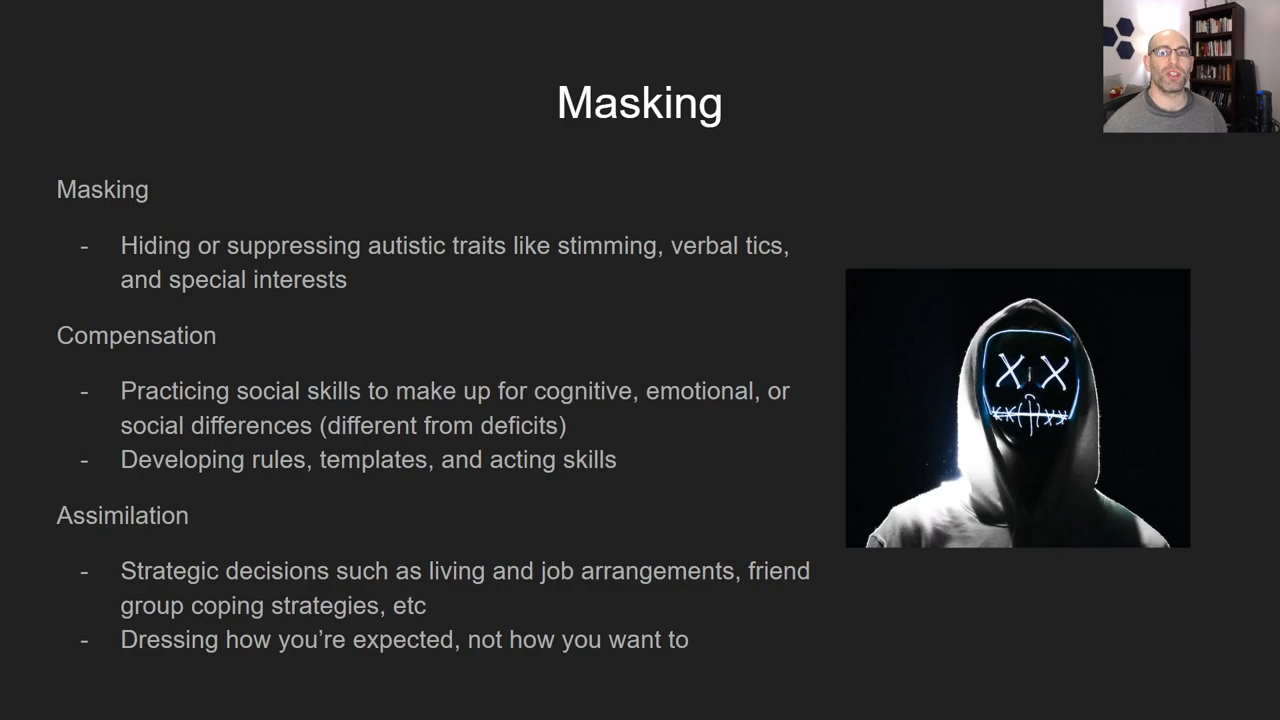 Masking
Masking
- Hiding or suppressing autistic traits like stimming, verbal tics,
and special interests
Compensation
- Practicing social skills to make up for cognitive, emotional, or
social differences (different from deficits)
- Developing rules, templates, and acting skills
Assimilation
- Strategic decisions such as living and job arrangements, friend
group coping strategies, etc
- Dressing how you’re expected, not how you want to